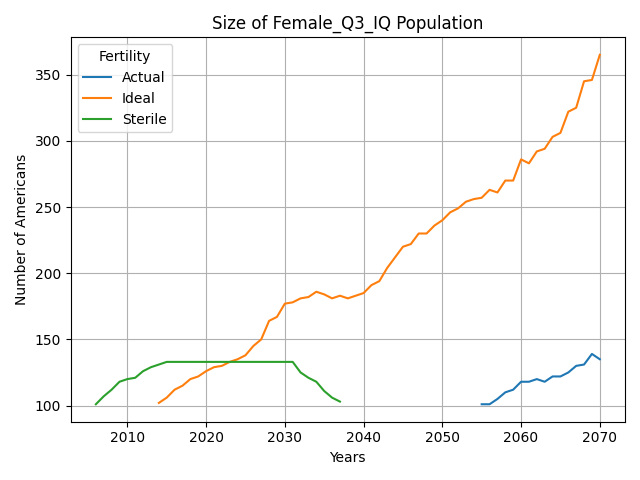 Size of Female_Q3_IQ Population
Fertility
Actual
Ideal
Sterile
Number of Americans
350
300
250
200
150
100
2010 2020 2030 2040 2050 2060 2070
Years